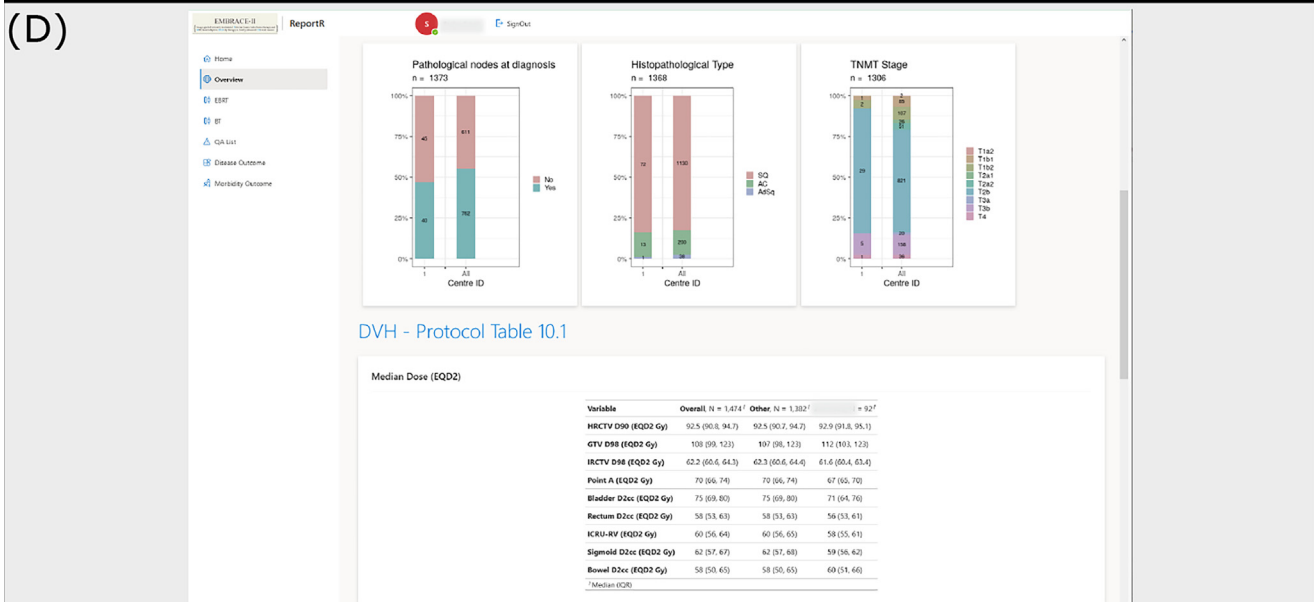 (D)
EMBRACE-II
ReportR
S
SignOut
Home
Overview
EBRT
BT
QA List
Disease Outcome
Morbidity Outcome
Pathological nodes at diagnosis
n = 1373
100%
75%
50%
25%
0%
40
611
40
762
1 All
Centre ID
No
Yes
Histopathological Type
n = 1368
100%
75%
50%
25%
0%
72
1130
13
200
1
38
1 All
Centre ID
SQ
AC
AdSq
TNMT Stage
n = 1306
100%
75%
50%
25%
0%
1
2
29
5
1
2
107
821
20
36
1 All
Centre ID
T1a2
T1b1
T1b2
T2a1
T2a2
T2b
T3a
T3b
T4
DVH - Protocol Table 10.1
Median Dose (EQD2)
Variable Overall, N = 1,474¹ Other, N = 1,382¹ = 92¹
HRCTV D90 (EQD2 Gy) 92.5 (90.8, 94.7) 92.5 (90.7, 94.7) 92.9 (91.8, 95.1)
GTV D98 (EQD2 Gy) 108 (99, 123) 107 (98, 123) 112 (103, 123)
IRCTV D98 (EQD2 Gy) 62.2 (60.6, 64.3) 62.3 (60.6, 64.4) 61.6 (60.4, 63.4)
Point A (EQD2 Gy) 70 (66, 74) 70 (66, 74) 67 (65, 70)
Bladder D2cc (EQD2 Gy) 75 (69, 80) 75 (69, 80) 71 (64, 76)
Rectum D2cc (EQD2 Gy) 58 (53, 63) 58 (53, 63) 56 (53, 61)
ICRU-RV (EQD2 Gy) 60 (56, 64) 60 (56, 65) 58 (55, 61)
Sigmoid D2cc (EQD2 Gy) 62 (57, 67) 62 (57, 68) 59 (56, 62)
Bowel D2cc (EQD2 Gy) 58 (50, 65) 58 (50, 65) 60 (51, 66)
¹Median (IQR)